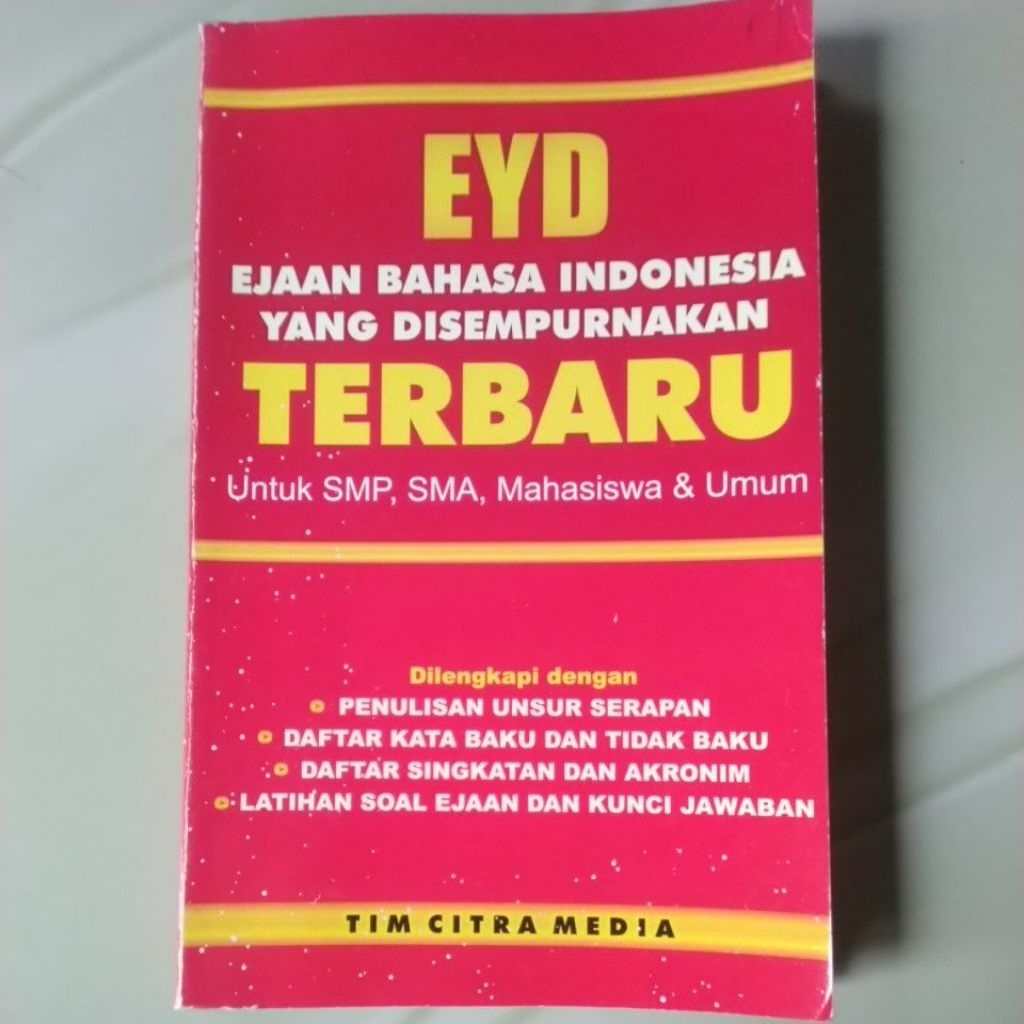 EYD
EJAAN BAHASA INDONESIA
YANG DISEMPURNAKAN
TERBARU
Untuk SMP, SMA, Mahasiswa & Umum
Dilengkapi dengan
PENULISAN UNSUR SERAPAN
DAFTAR KATA BAKU DAN TIDAK BAKU
DAFTAR SINGKATAN DAN AKRONIM
LATIHAN SOAL EJAAN DAN KUNCI JAWABAN
TIM CITRA MEDIA